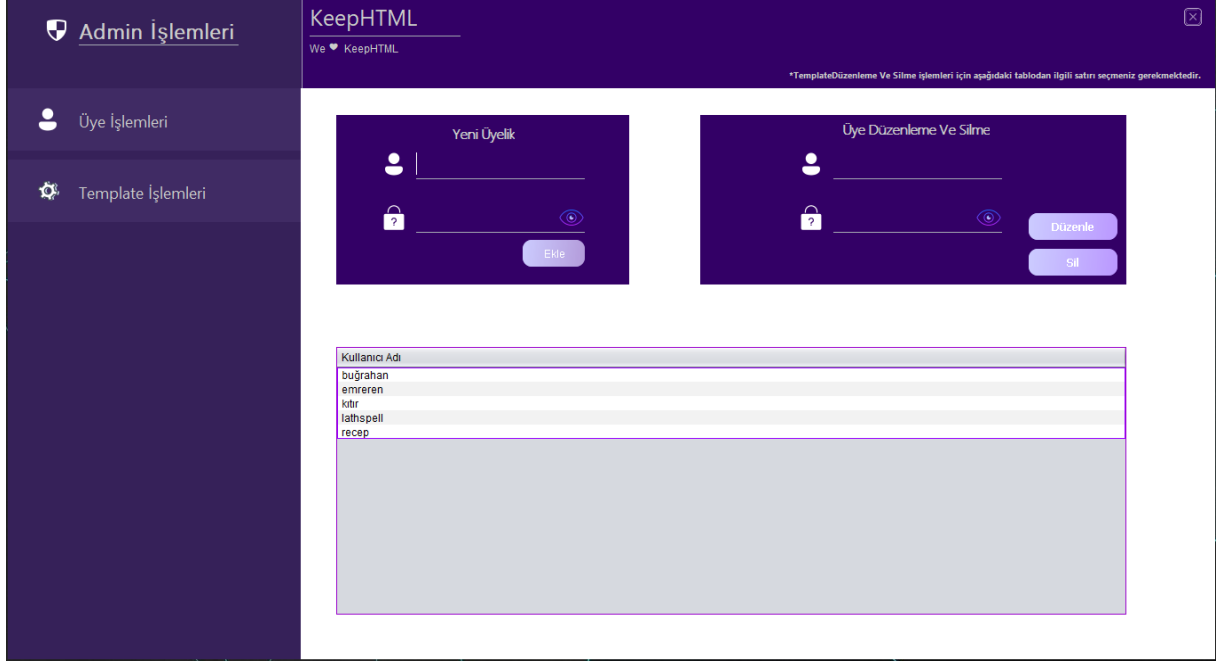 Admin İşlemleri
Üye İşlemleri
Template İşlemleri
KeepHTML
We ♥ KeepHTML
*TemplateDüzenleme Ve Silme işlemleri için aşağıdaki tablodan ilgili satırı seçmeniz gerekmektedir.
Yeni Üyelik
?
Ekle
Üye Düzenleme Ve Silme
?
Düzenle
Sil
Kullanıcı Adı
buğrahan
emreren
kıtır
lathspell
recep